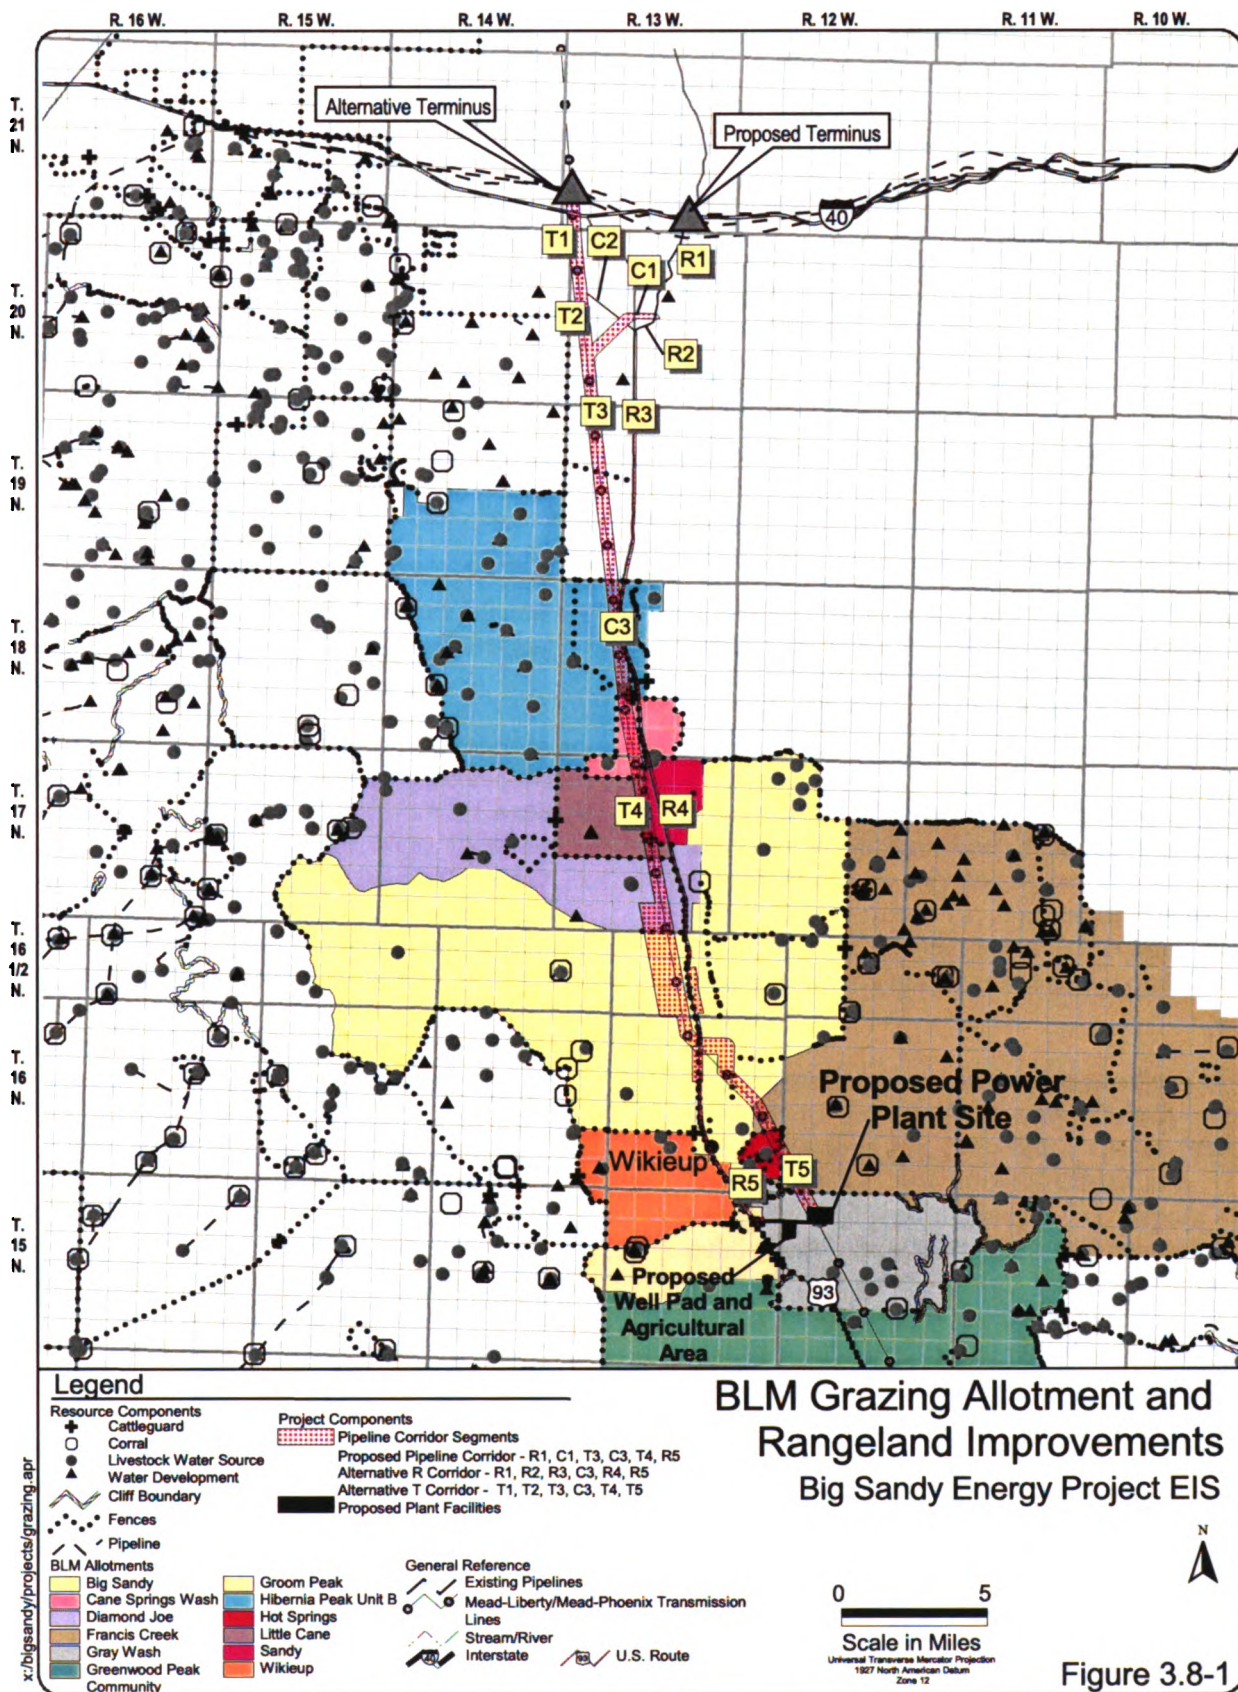 R. 16 W. R. 15 W. R. 14 W. R. 13 W. R. 12 W. R. 11 W. R. 10 W.
T.
21
N.
Alternative Terminus
Proposed Terminus
40
T1
C2
C1
R1
T.
20
N.
T2
R2
T3
R3
T.
19
N.
T.
18
N.
C3
T.
17
N.
T4
R4
T.
16
1/2
N.
T.
16
N.
Proposed Power
Plant Site
Wikieup
R5
T5
T.
15
N.
Proposed
Well Pad and
Agricultural
Area
93
Legend
Resource Components
Cattleguard
Corral
Livestock Water Source
Water Development
Cliff Boundary
Fences
Pipeline
Project Components
Pipeline Corridor Segments
Proposed Pipeline Corridor - R1, C1, T3, C3, T4, R5
Alternative R Corridor - R1, R2, R3, C3, R4, R5
Alternative T Corridor - T1, T2, T3, C3, T4, T5
Proposed Plant Facilities
BLM Allotments
Big Sandy
Cane Springs Wash
Diamond Joe
Francis Creek
Gray Wash
Greenwood Peak
Community
Groom Peak
Hibernia Peak Unit B
Hot Springs
Little Cane
Sandy
Wikieup
General Reference
Existing Pipelines
Mead-Liberty/Mead-Phoenix Transmission
Lines
Stream/River
40 Interstate
93 U.S. Route
BLM Grazing Allotment and
Rangeland Improvements
Big Sandy Energy Project EIS
N
0 5
Scale in Miles
Universal Transverse Mercator Projection
1927 North American Datum
Zone 12
Figure 3.8-1
x:/bigsandy/projects/grazing.apr